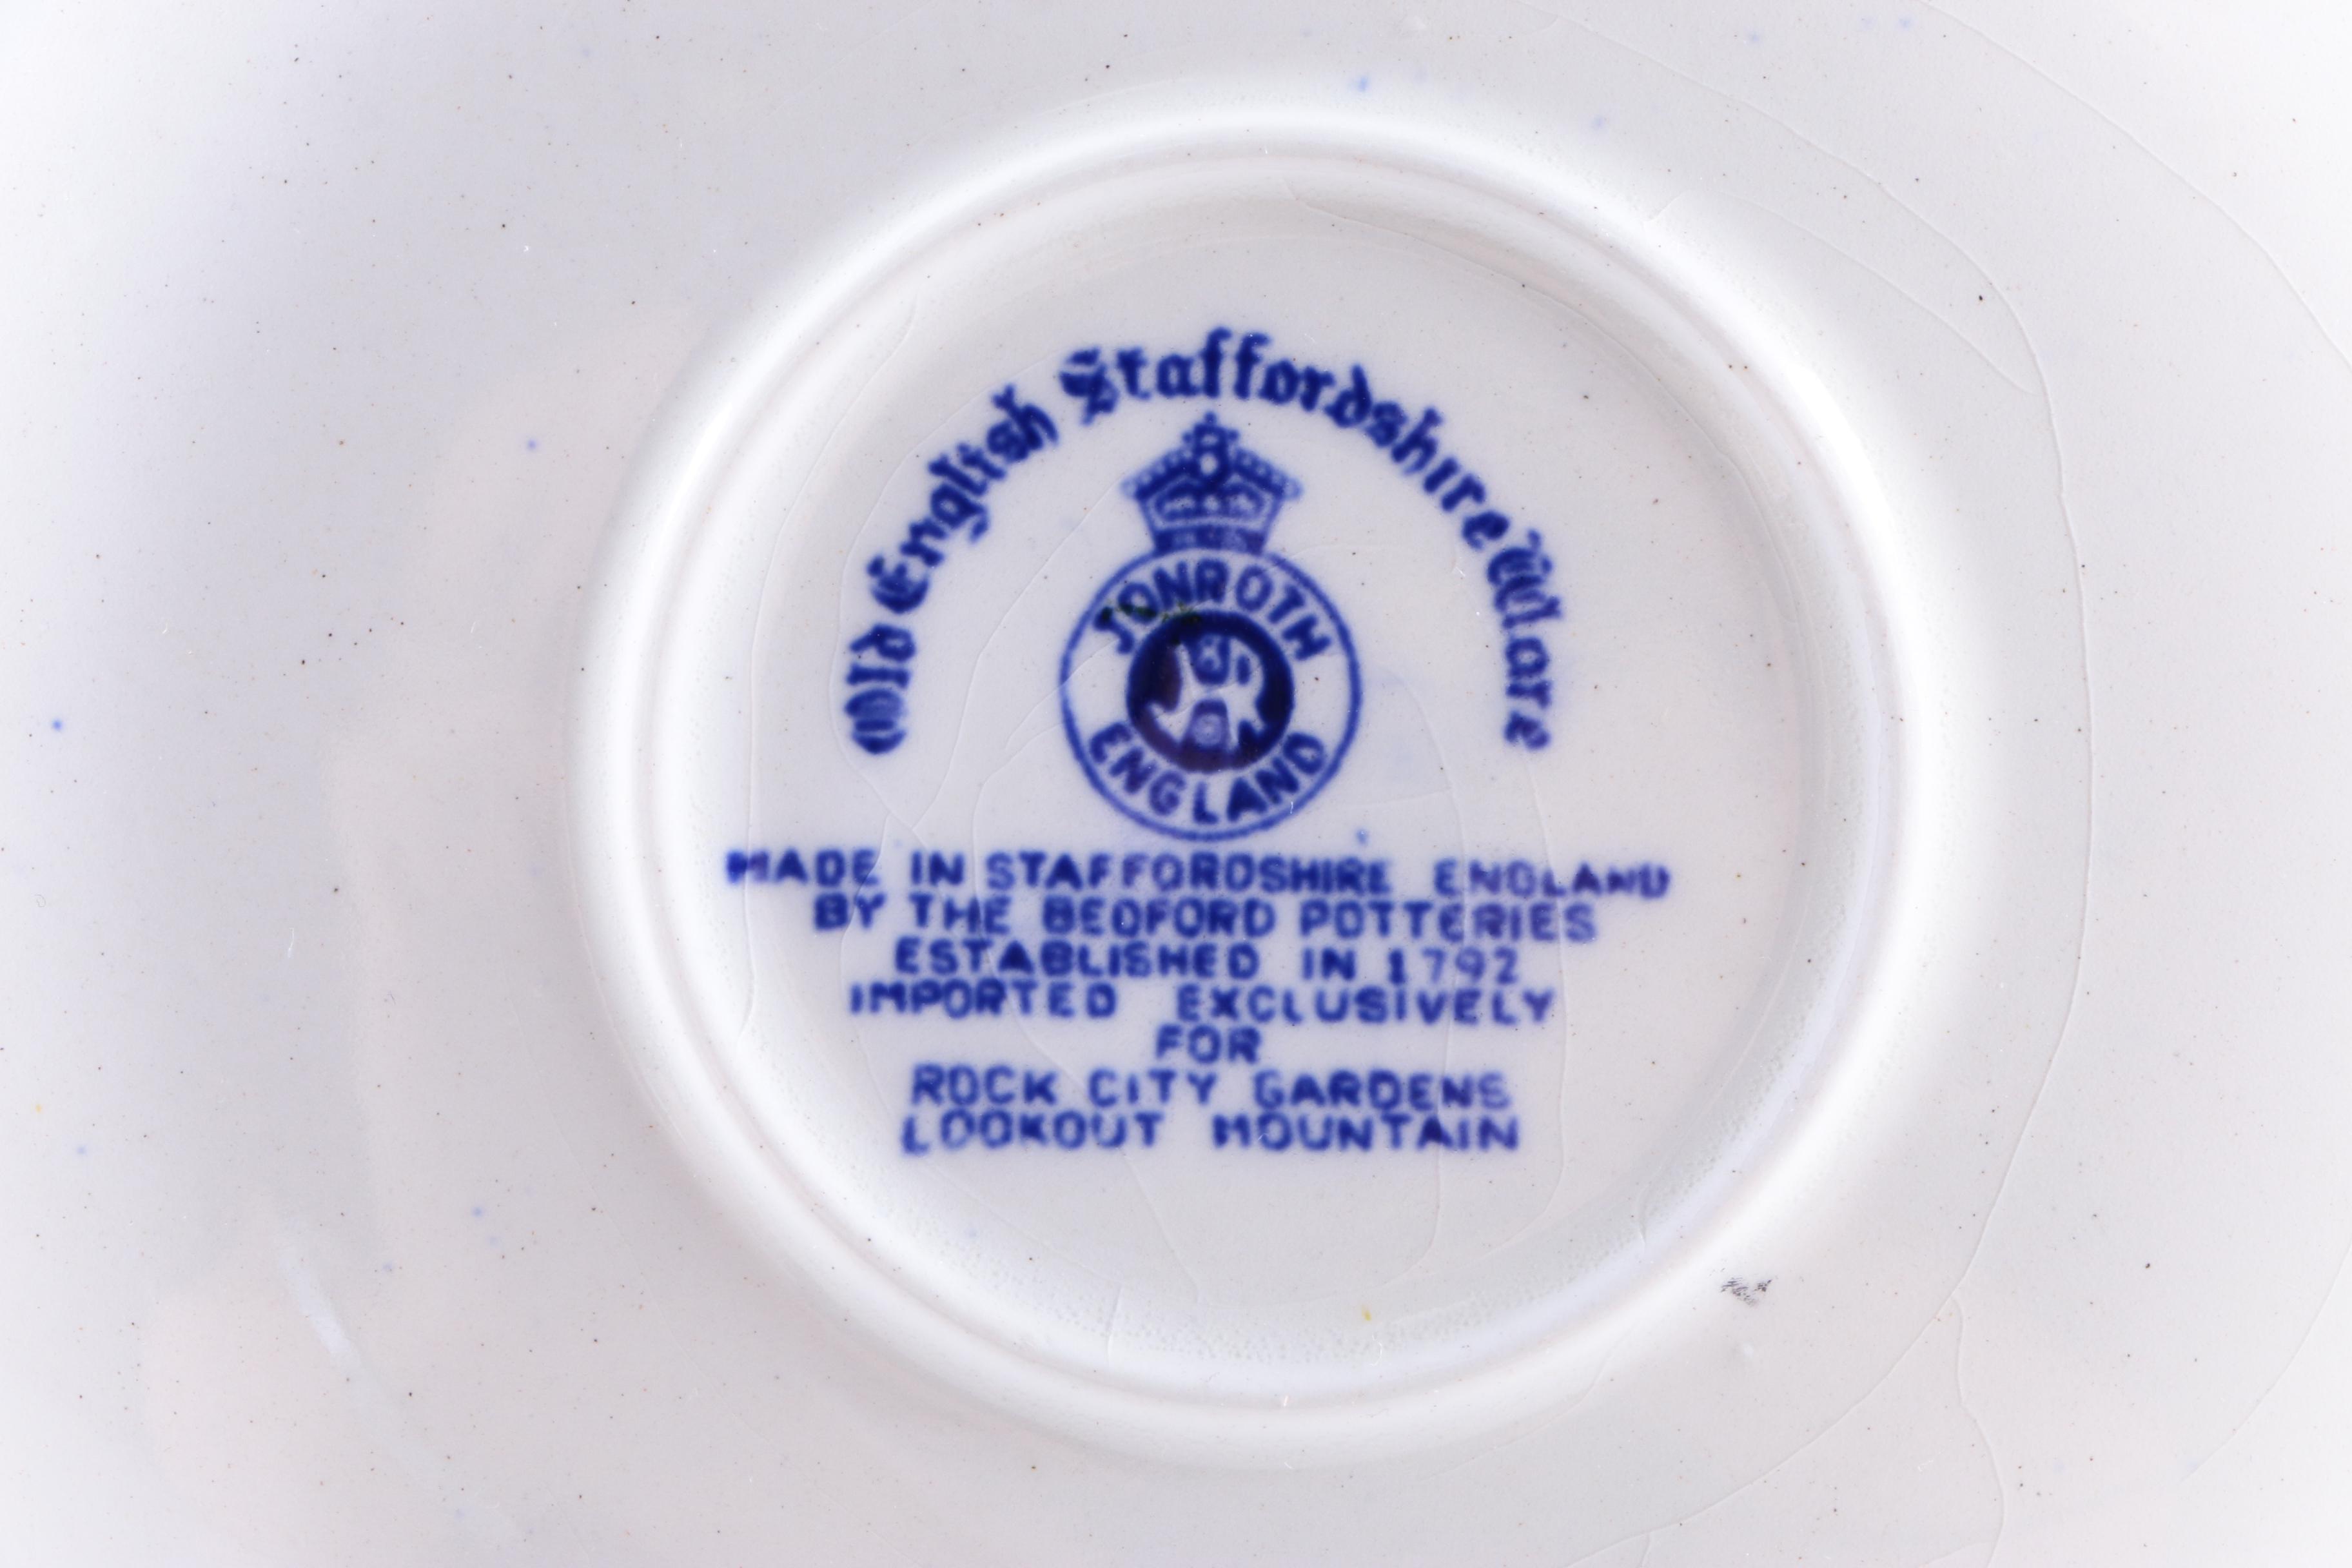 Old English Staffordshire Ware
JONROTH
ENGLAND
MADE IN STAFFORDSHIRE ENGLAND
BY THE BEDFORD POTTERIES
ESTABLISHED IN 1792
IMPORTED EXCLUSIVELY
FOR
ROCK CITY GARDENS
LOOKOUT MOUNTAIN